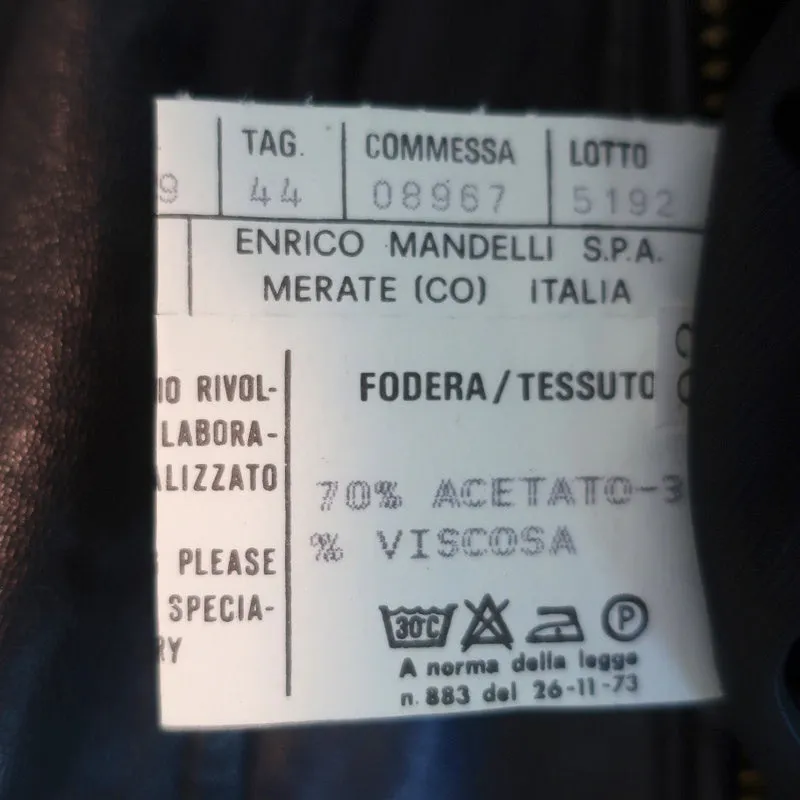 TAG. COMMESSA LOTTO
9 44 08967 5192
ENRICO MANDELLI S.P.A.
MERATE (CO) ITALIA
IO RIVOL-
LABORA-
ALIZZATO
PLEASE
SPECIA-
RY
FODERA/TESSUTO
70% ACETATO-3
% VISCOSA
30°C P
A norma della legge
n. 883 del 26-11-73